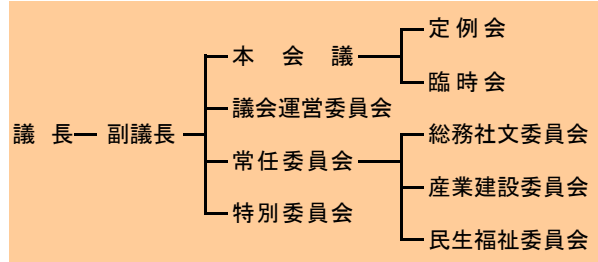 議長
副議長
本会議
定例会
臨時会
議会運営委員会
常任委員会
総務社文委員会
産業建設委員会
民生福祉委員会
特別委員会